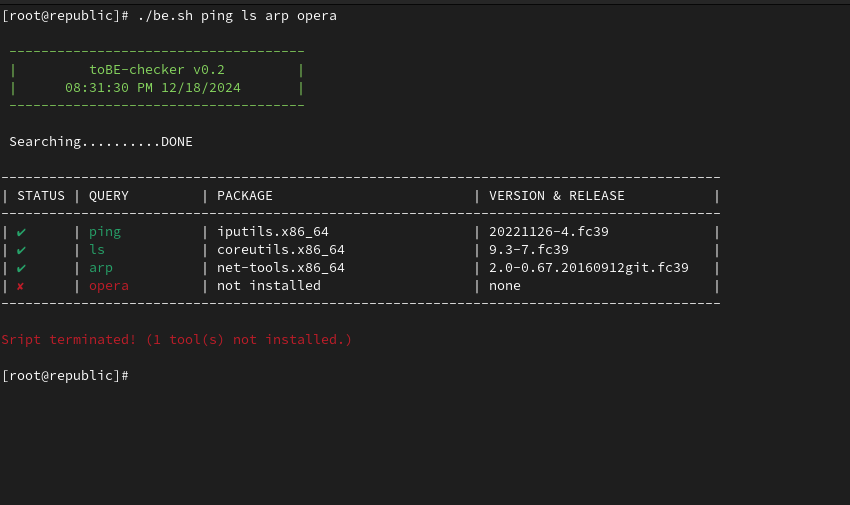 [root@republic]# ./be.sh ping ls arp opera
-------------------------------------
|         toBE-checker v0.2         |
|      08:31:30 PM 12/18/2024       |
-------------------------------------
Searching..........DONE
------------------------------------------------------------------------------------------
| STATUS | QUERY         | PACKAGE                         | VERSION & RELEASE           |
------------------------------------------------------------------------------------------
| ✔      | ping          | iputils.x86_64                  | 20221126-4.fc39             |
| ✔      | ls            | coreutils.x86_64                | 9.3-7.fc39                  |
| ✔      | arp           | net-tools.x86_64                | 2.0-0.67.20160912git.fc39   |
| ✘      | opera         | not installed                   | none                        |
------------------------------------------------------------------------------------------
Sript terminated! (1 tool(s) not installed.)
[root@republic]#